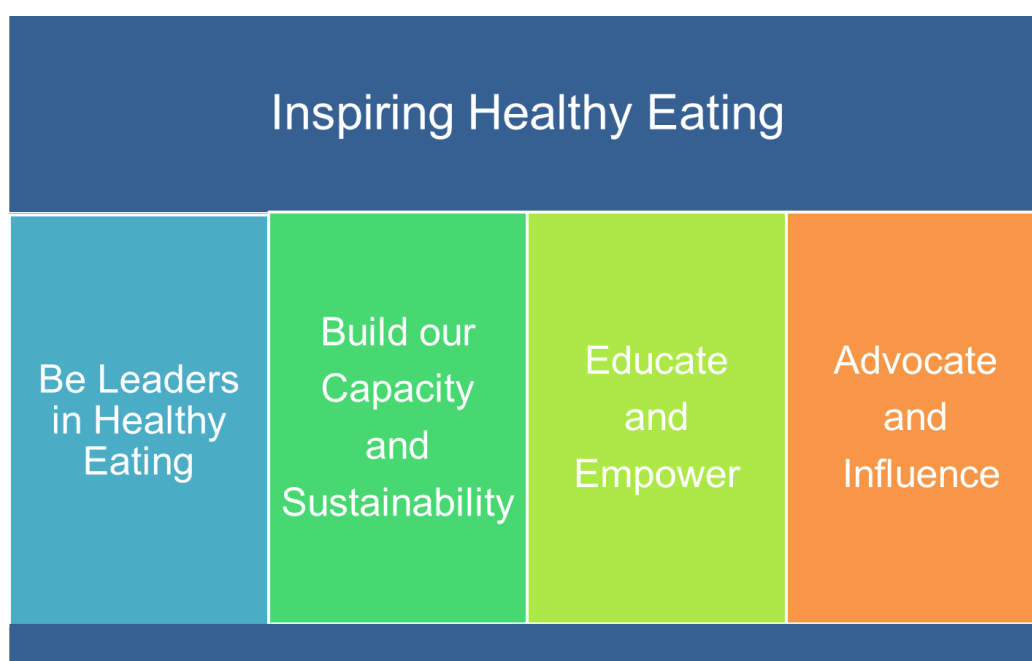 Inspiring Healthy Eating
Be Leaders
in Healthy
Eating
Build our
Capacity
and
Sustainability
Educate
and
Empower
Advocate
and
Influence